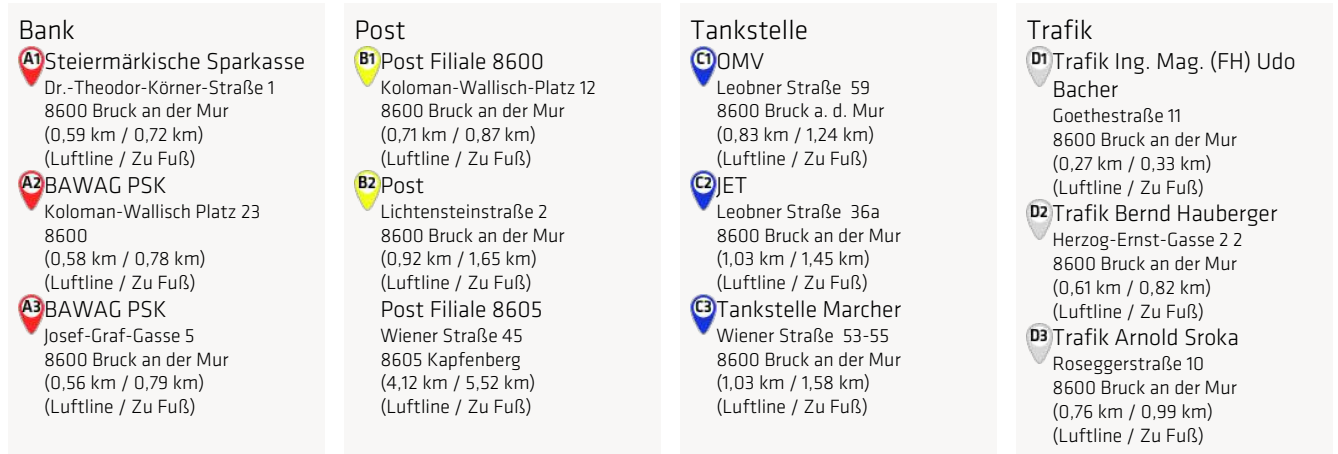 Bank
A1 Steiermärkische Sparkasse
Dr.-Theodor-Körner-Straße 1
8600 Bruck an der Mur
(0,59 km / 0,72 km)
(Luftline / Zu Fuß)
A2 BAWAG PSK
Koloman-Wallisch Platz 23
8600
(0,58 km / 0,78 km)
(Luftline / Zu Fuß)
A3 BAWAG PSK
Josef-Graf-Gasse 5
8600 Bruck an der Mur
(0,56 km / 0,79 km)
(Luftline / Zu Fuß)
Post
B1 Post Filiale 8600
Koloman-Wallisch-Platz 12
8600 Bruck an der Mur
(0,71 km / 0,87 km)
(Luftline / Zu Fuß)
B2 Post
Lichtensteinstraße 2
8600 Bruck an der Mur
(0,92 km / 1,65 km)
(Luftline / Zu Fuß)
Post Filiale 8605
Wiener Straße 45
8605 Kapfenberg
(4,12 km / 5,52 km)
(Luftline / Zu Fuß)
Tankstelle
C1 OMV
Leobner Straße 59
8600 Bruck a. d. Mur
(0,83 km / 1,24 km)
(Luftline / Zu Fuß)
C2 JET
Leobner Straße 36a
8600 Bruck an der Mur
(1,03 km / 1,45 km)
(Luftline / Zu Fuß)
C3 Tankstelle Marcher
Wiener Straße 53-55
8600 Bruck an der Mur
(1,03 km / 1,58 km)
(Luftline / Zu Fuß)
Trafik
D1 Trafik Ing. Mag. (FH) Udo
Bacher
Goethestraße 11
8600 Bruck an der Mur
(0,27 km / 0,33 km)
(Luftline / Zu Fuß)
D2 Trafik Bernd Hauberger
Herzog-Ernst-Gasse 2 2
8600 Bruck an der Mur
(0,61 km / 0,82 km)
(Luftline / Zu Fuß)
D3 Trafik Arnold Sroka
Roseggerstraße 10
8600 Bruck an der Mur
(0,76 km / 0,99 km)
(Luftline / Zu Fuß)